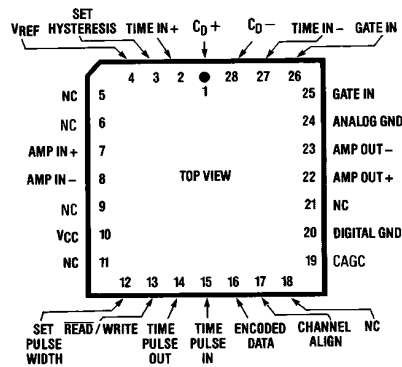 SET
VREF HYSTERESIS TIME IN+ CD+ CD− TIME IN− GATE IN
4 3 2 1 28 27 26
NC 5 25 GATE IN
NC 6 24 ANALOG GND
AMP IN+ 7 23 AMP OUT−
AMP IN− 8 TOP VIEW 22 AMP OUT+
NC 9 21 NC
VCC 10 20 DIGITAL GND
NC 11 19 CAGC
12 13 14 15 16 17 18
SET READ/WRITE TIME TIME ENCODED CHANNEL NC
PULSE PULSE PULSE DATA ALIGN
WIDTH OUT IN